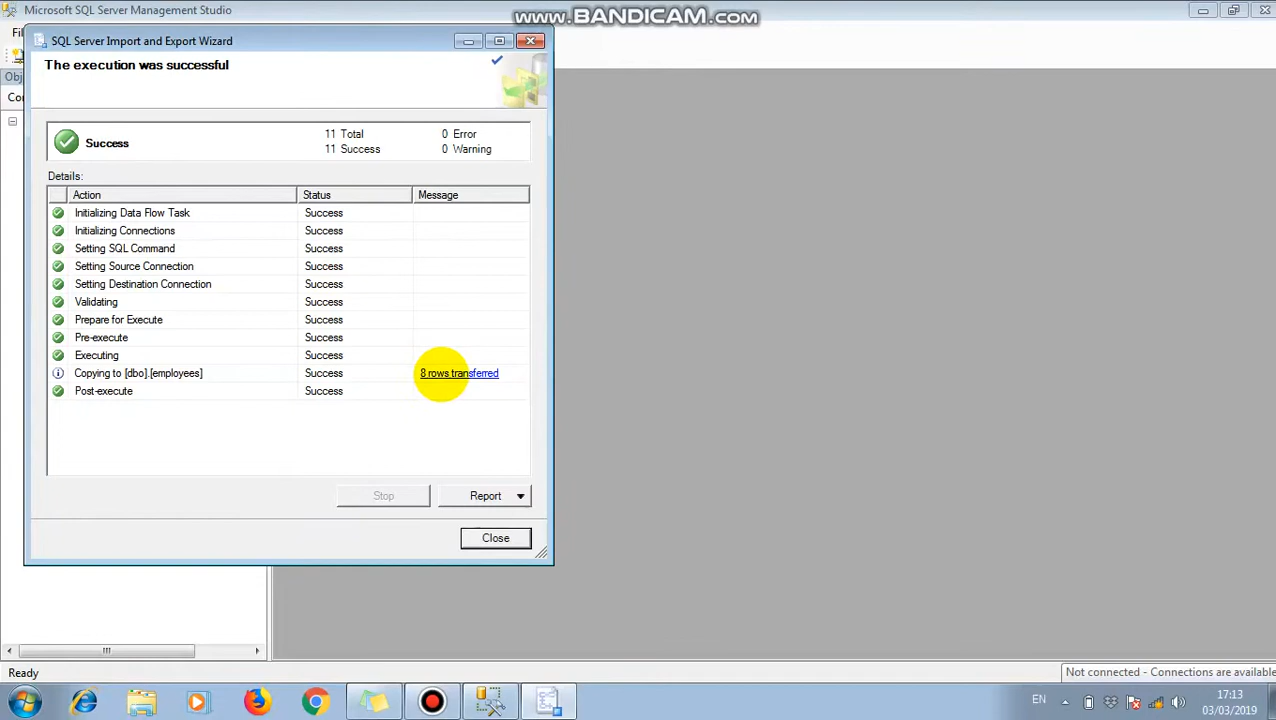 Microsoft SQL Server Management Studio
www.BANDICAM.com
SQL Server Import and Export Wizard
The execution was successful
Success
11 Total
0 Error
11 Success
0 Warning
Details:
Action Status Message
Initializing Data Flow Task Success
Initializing Connections Success
Setting SQL Command Success
Setting Source Connection Success
Setting Destination Connection Success
Validating Success
Prepare for Execute Success
Pre-execute Success
Executing Success
Copying to [dbo].[employees] Success 8 rows transferred
Post-execute Success
Stop Report
Close
Ready
Not connected - Connections are available
EN
17:13
03/03/2019